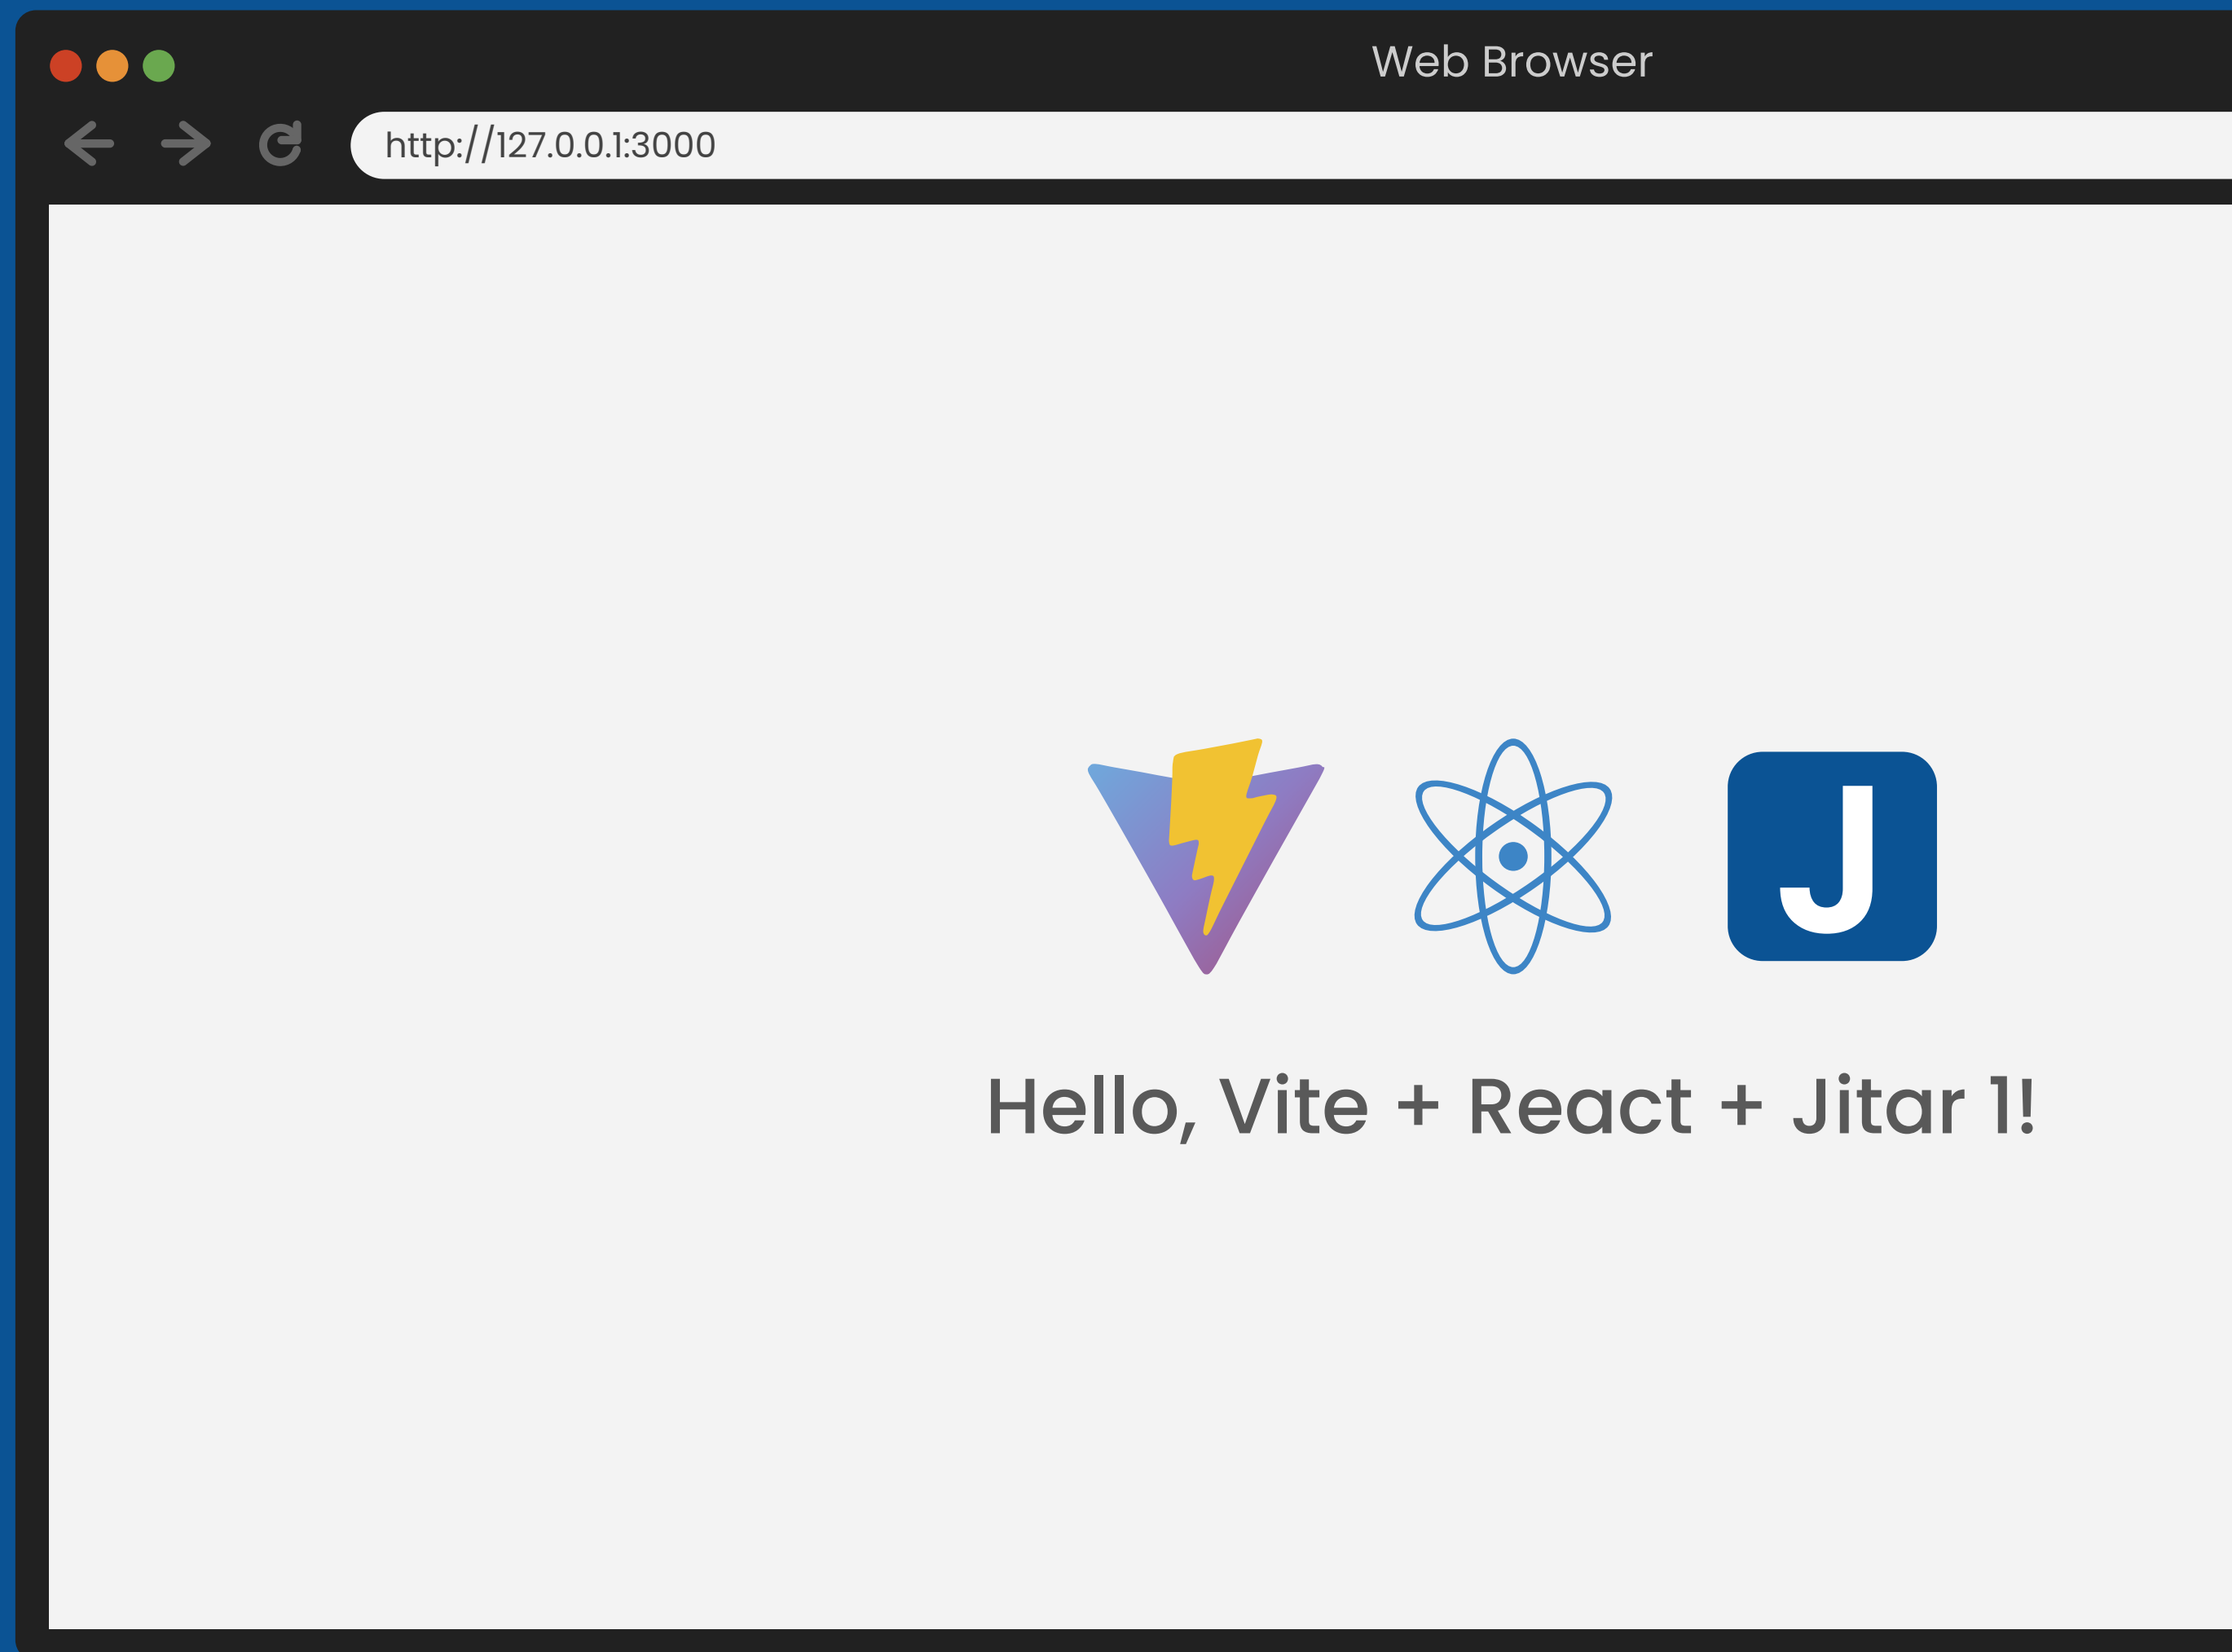 Web Browser
http://127.0.0.1:3000
J
Hello, Vite + React + Jitar 1!